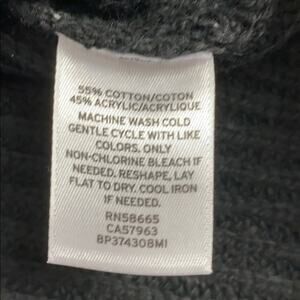 55% COTTON/COTON
45% ACRYLIC/ACRYLIQUE
MACHINE WASH COLD
GENTLE CYCLE WITH LIKE
COLORS. ONLY
NON-CHLORINE BLEACH IF
NEEDED. RESHAPE, LAY
FLAT TO DRY. COOL IRON
IF NEEDED.
RN58665
CA57963
BP374308MI